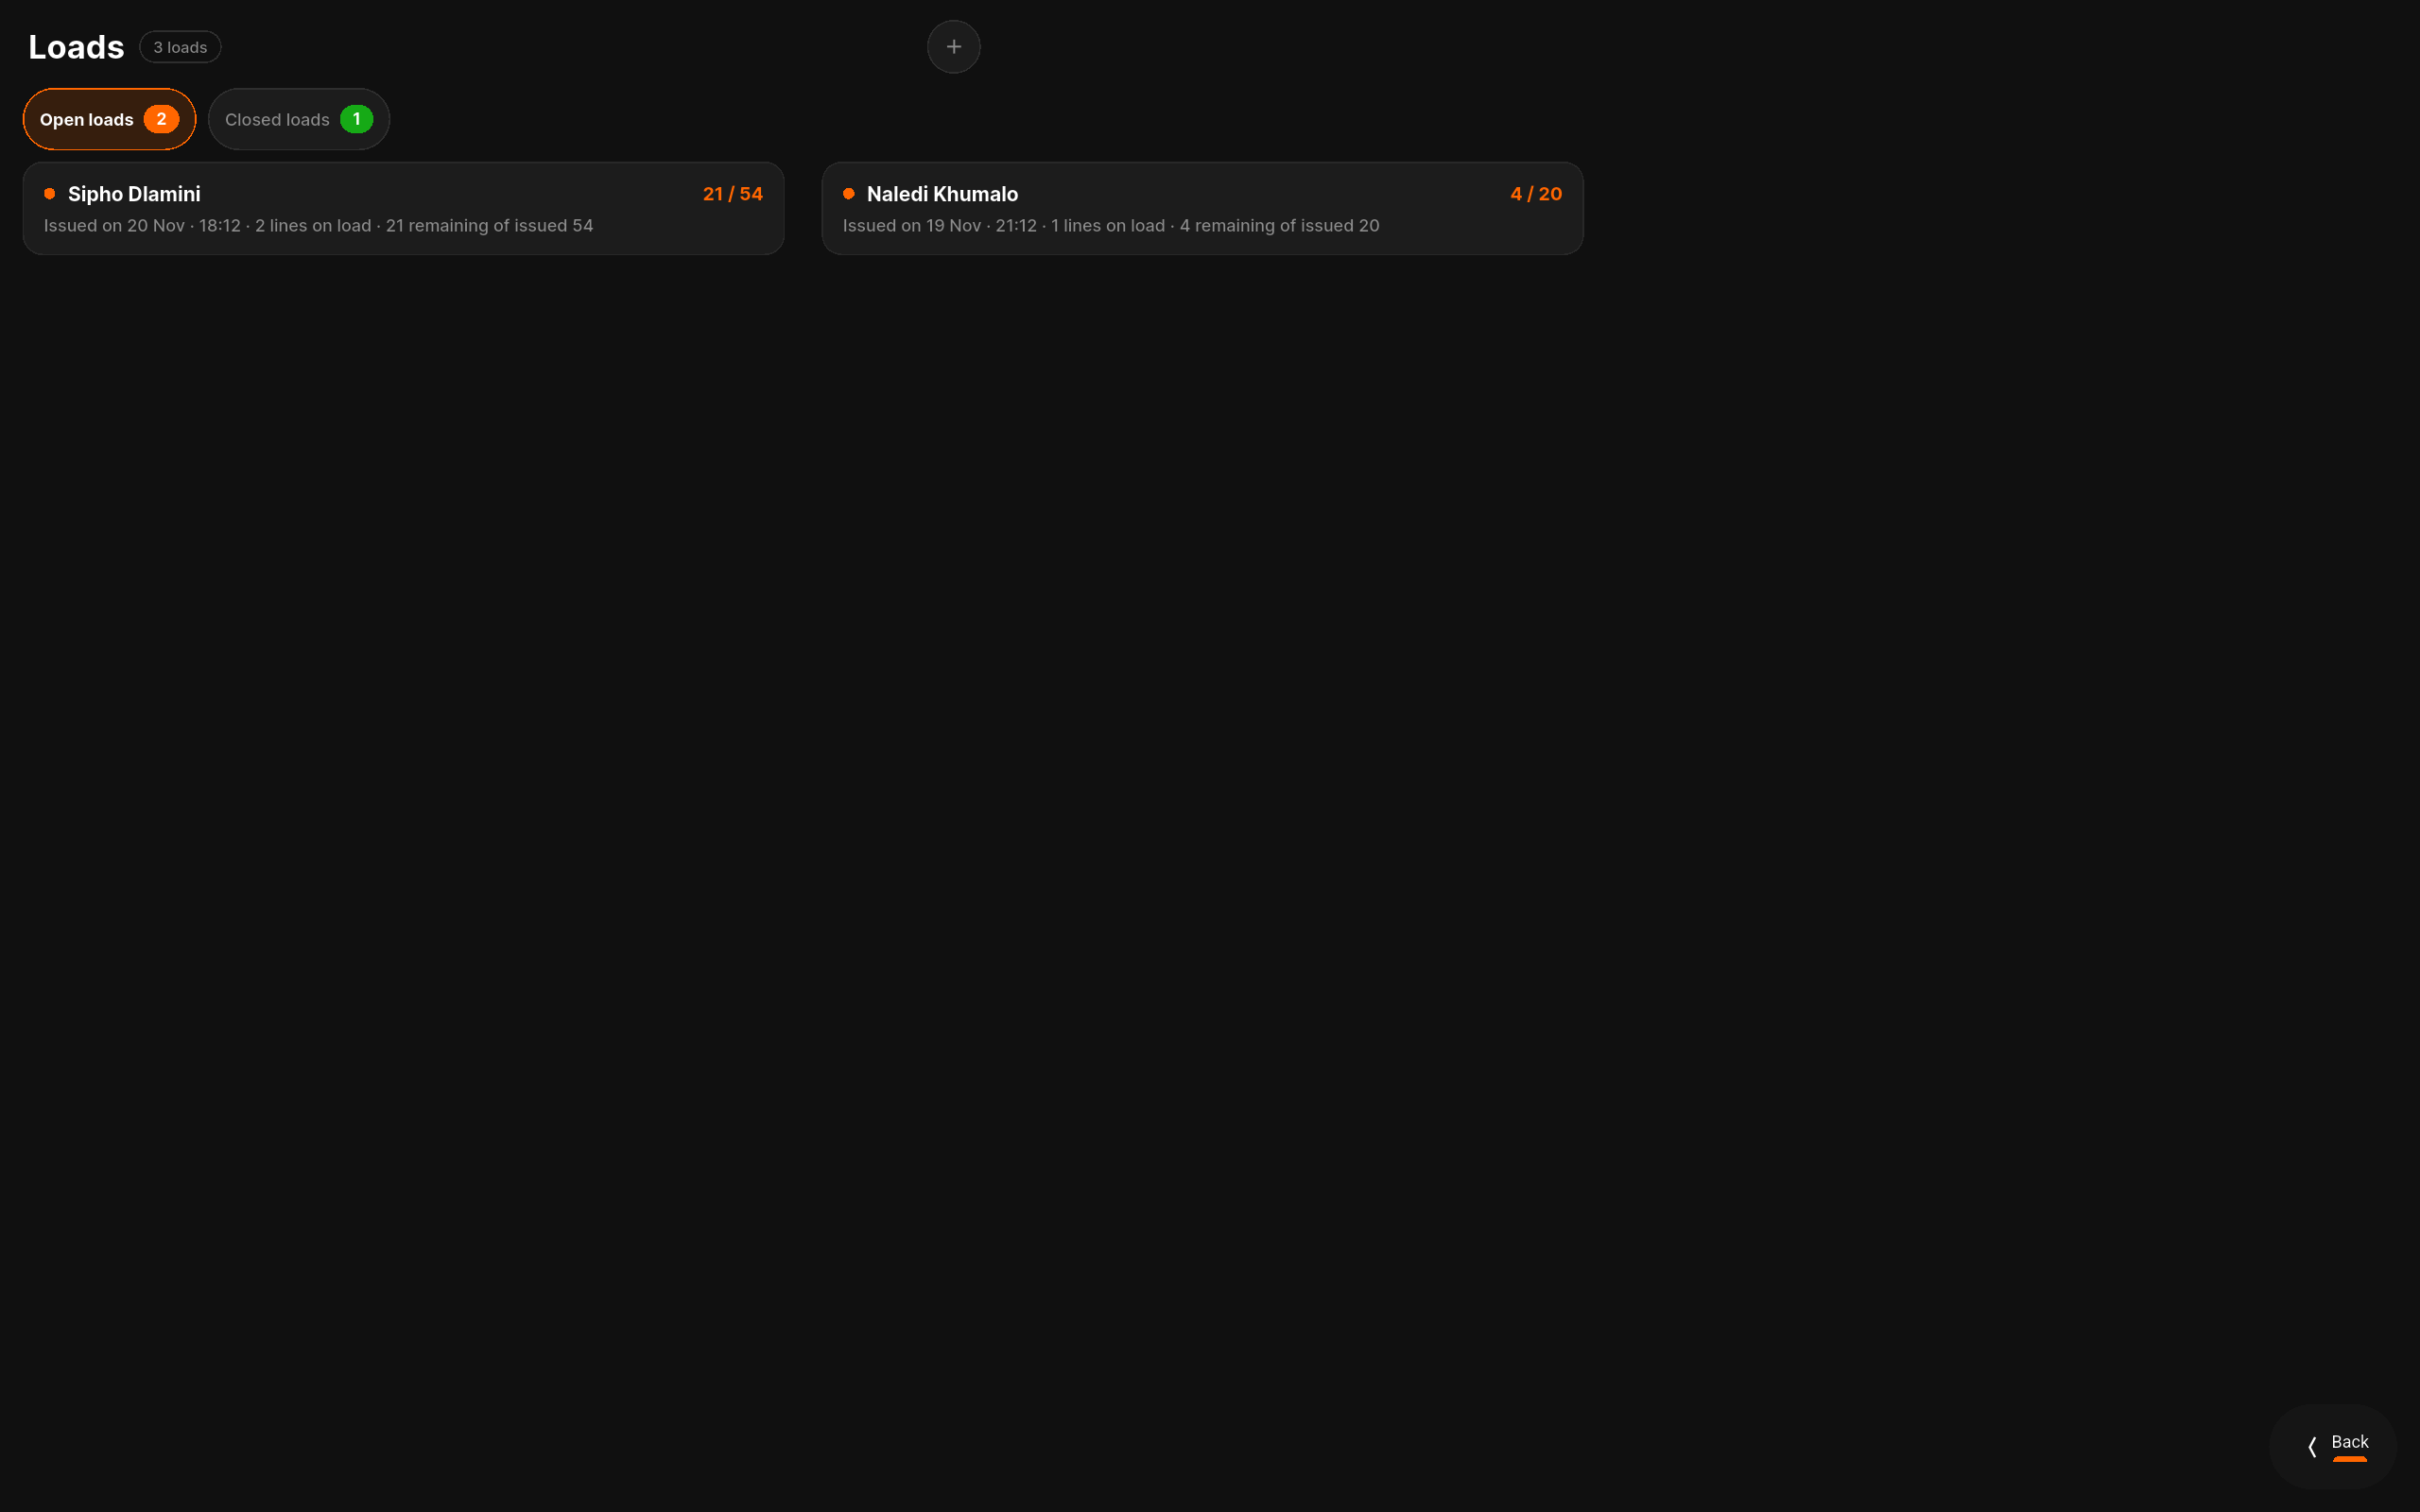 Loads 3 loads +
Open loads 2 Closed loads 1
Sipho Dlamini 21 / 54
Issued on 20 Nov · 18:12 · 2 lines on load · 21 remaining of issued 54
Naledi Khumalo 4 / 20
Issued on 19 Nov · 21:12 · 1 lines on load · 4 remaining of issued 20
Back